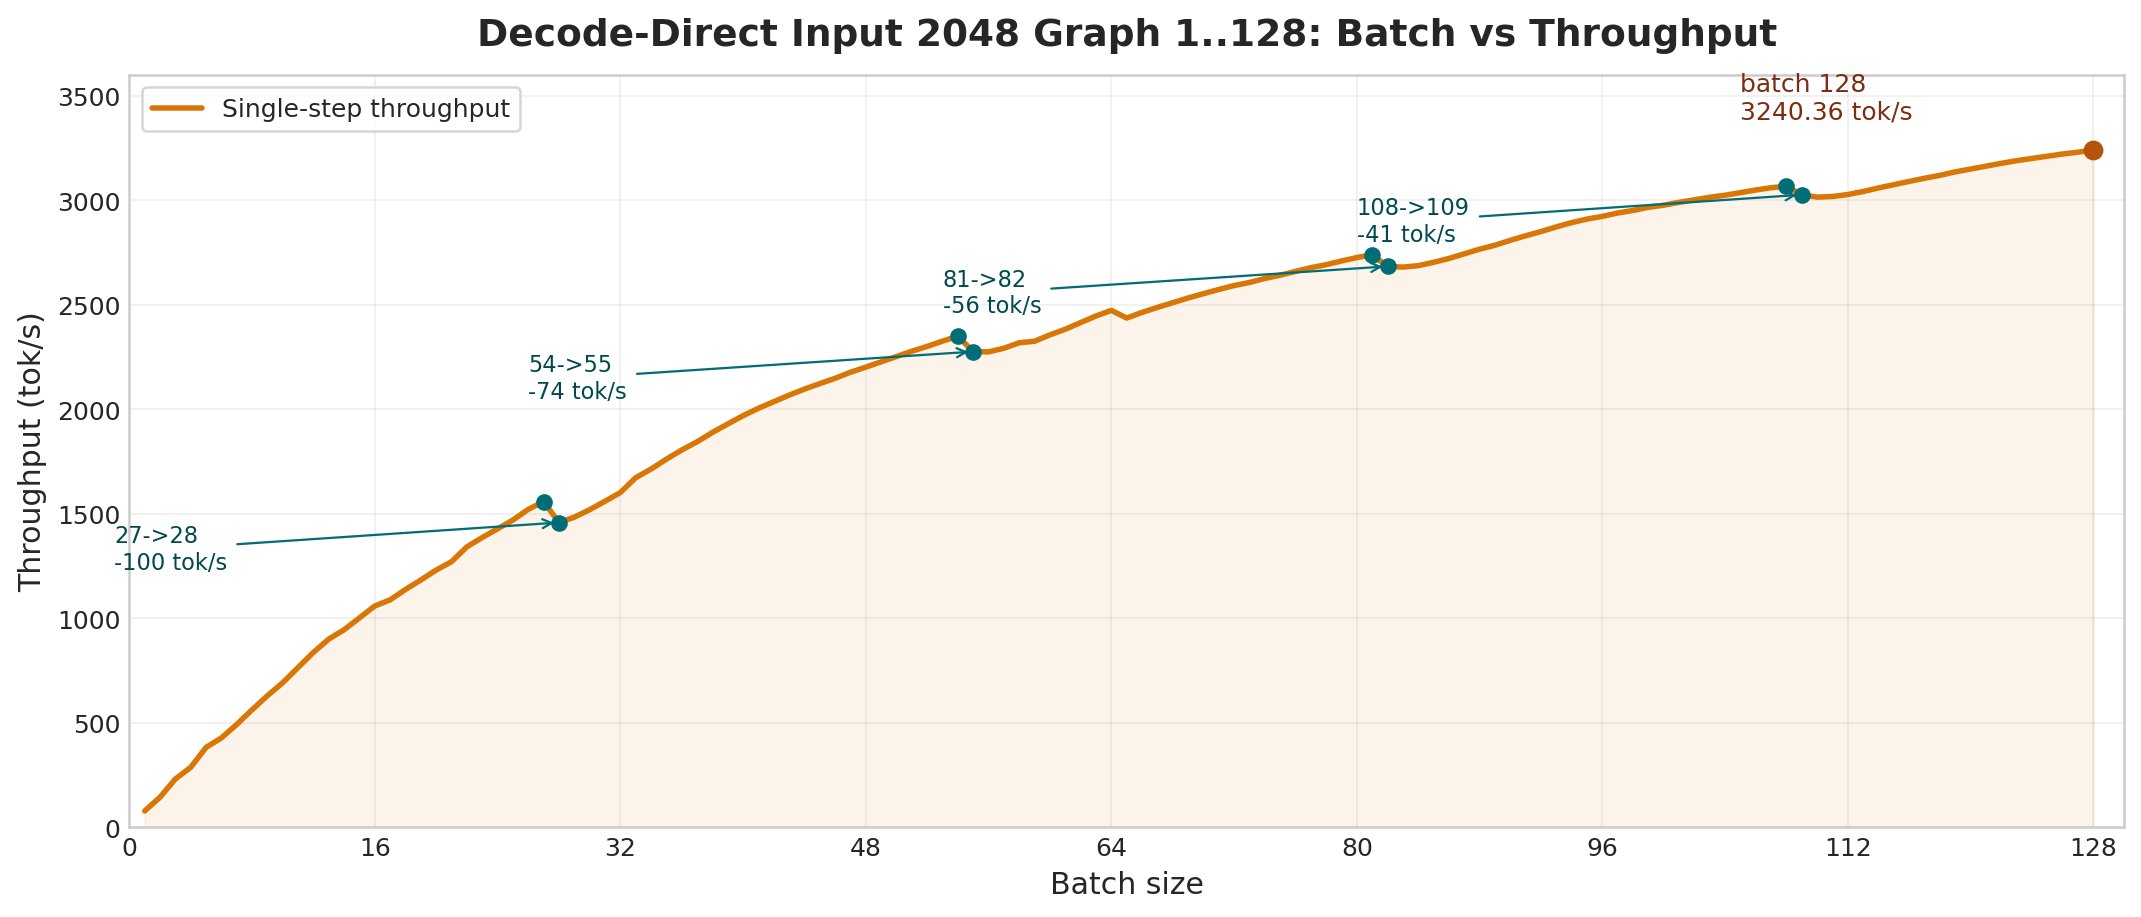 Decode-Direct Input 2048 Graph 1..128: Batch vs Throughput
Single-step throughput
batch 128
3240.36 tok/s
108->109
-41 tok/s
81->82
-56 tok/s
54->55
-74 tok/s
27->28
-100 tok/s
Throughput (tok/s)
3500
3000
2500
2000
1500
1000
500
0
0 16 32 48 64 80 96 112 128
Batch size